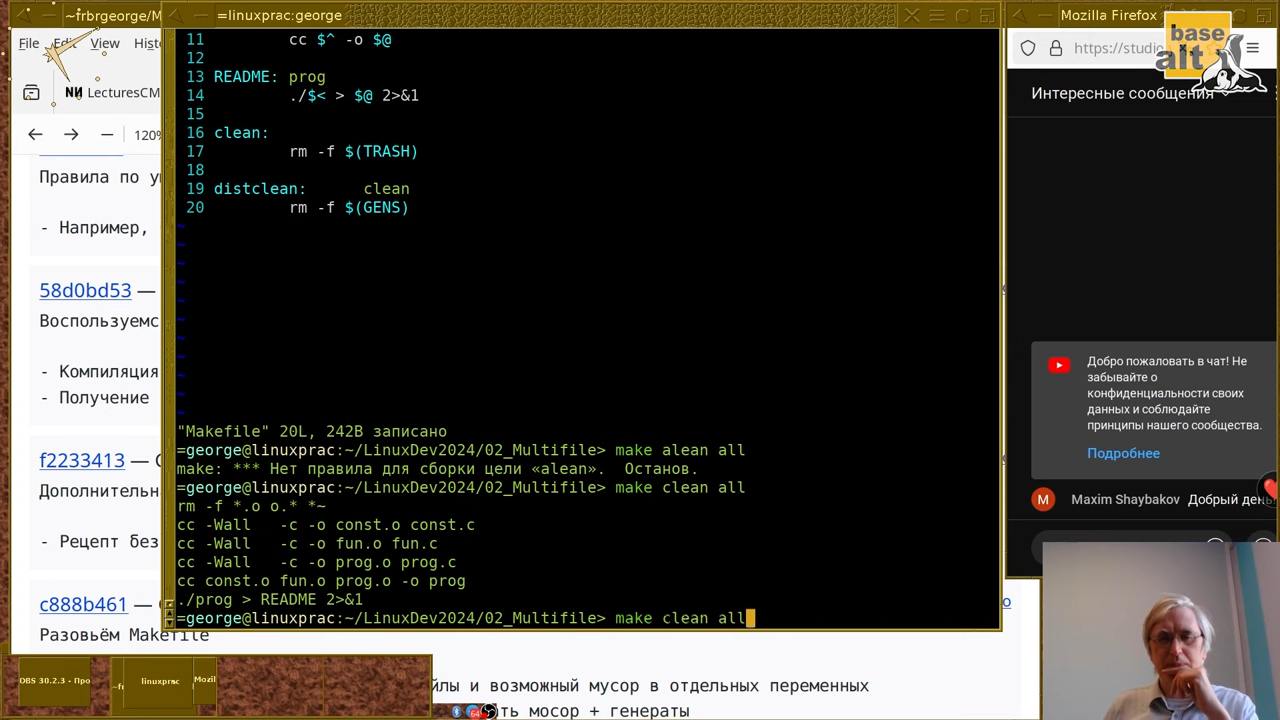 ~frbrgeorge/M
=linuxprac:george
Mozilla Firefox
base
alt
File Edit View Hist
LecturesCM
120%
https://studio
Интересные сообщения
Правила по у
- Например,
58d0bd53 —
Воспользуемс
- Компиляция
- Получение
f2233413 — С
Дополнительн
- Рецепт без
c888b461 —
Разовьём Makefile
йлы и возможный мусор в отдельных переменных
ть мосор + генераты
11         cc $^ -o $@
12
13 README: prog
14         ./$< > $@ 2>&1
15
16 clean:
17         rm -f $(TRASH)
18
19 distclean:      clean
20         rm -f $(GENS)
~
~
~
~
~
~
~
~
~
~
~
"Makefile" 20L, 242B записано
=george@linuxprac:~/LinuxDev2024/02_Multifile> make alean all
make: *** Нет правила для сборки цели «alean».  Останов.
=george@linuxprac:~/LinuxDev2024/02_Multifile> make clean all
rm -f *.o o.* *~
cc -Wall   -c -o const.o const.c
cc -Wall   -c -o fun.o fun.c
cc -Wall   -c -o prog.o prog.c
cc const.o fun.o prog.o -o prog
./prog > README 2>&1
=george@linuxprac:~/LinuxDev2024/02_Multifile> make clean all
Добро пожаловать в чат! Не
забывайте о
конфиденциальности своих
данных и соблюдайте
принципы нашего сообщества.
Подробнее
M Maxim Shaybakov Добрый день
DBS 30.2.3 - Про
~fr
linuxprac
Mozil
64